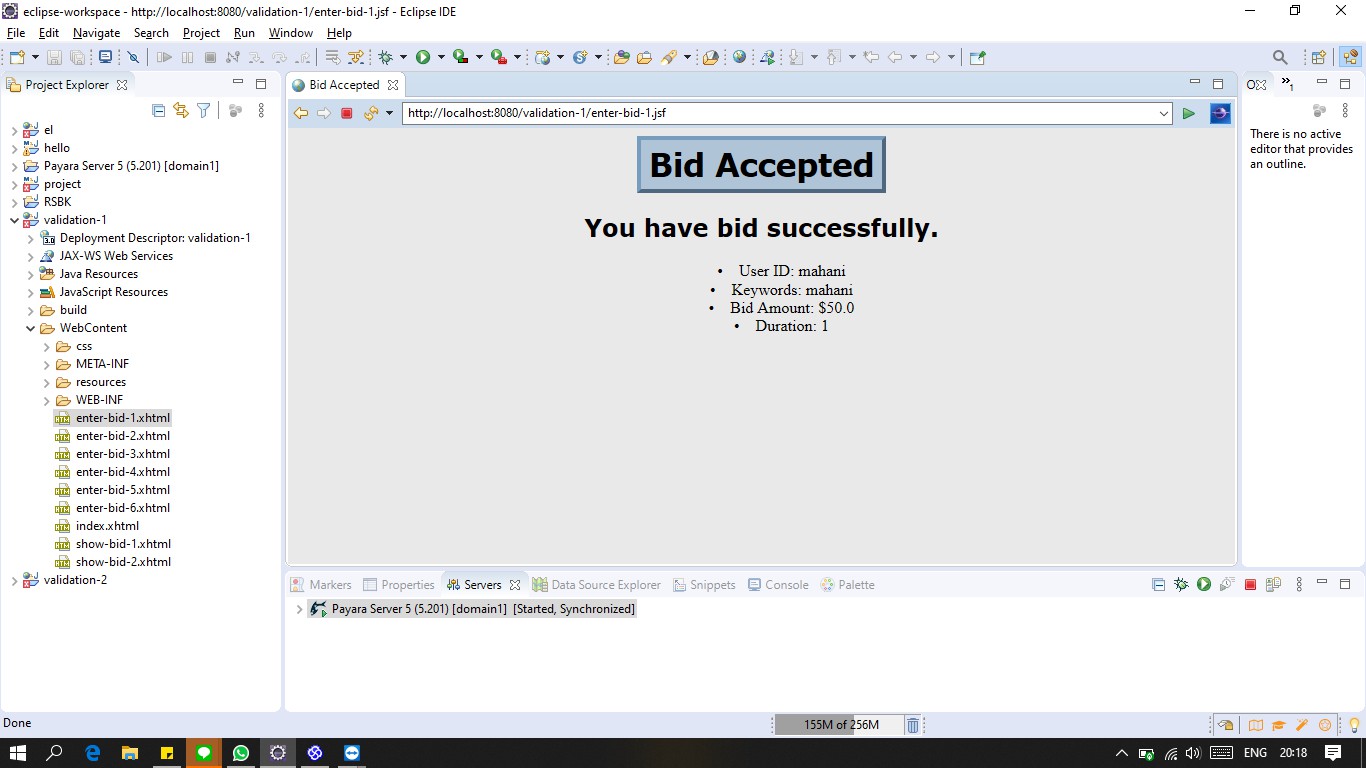 eclipse-workspace - http://localhost:8080/validation-1/enter-bid-1.jsf - Eclipse IDE
File Edit Navigate Search Project Run Window Help
Project Explorer
el
hello
Payara Server 5 (5.201) [domain1]
project
RSBK
validation-1
Deployment Descriptor: validation-1
JAX-WS Web Services
Java Resources
JavaScript Resources
build
WebContent
css
META-INF
resources
WEB-INF
enter-bid-1.xhtml
enter-bid-2.xhtml
enter-bid-3.xhtml
enter-bid-4.xhtml
enter-bid-5.xhtml
enter-bid-6.xhtml
index.xhtml
show-bid-1.xhtml
show-bid-2.xhtml
validation-2
Bid Accepted
http://localhost:8080/validation-1/enter-bid-1.jsf
Bid Accepted
You have bid successfully.
• User ID: mahani
• Keywords: mahani
• Bid Amount: $50.0
• Duration: 1
There is no active
editor that provides
an outline.
Markers Properties Servers Data Source Explorer Snippets Console Palette
Payara Server 5 (5.201) [domain1] [Started, Synchronized]
Done
155M of 256M
ENG 20:18